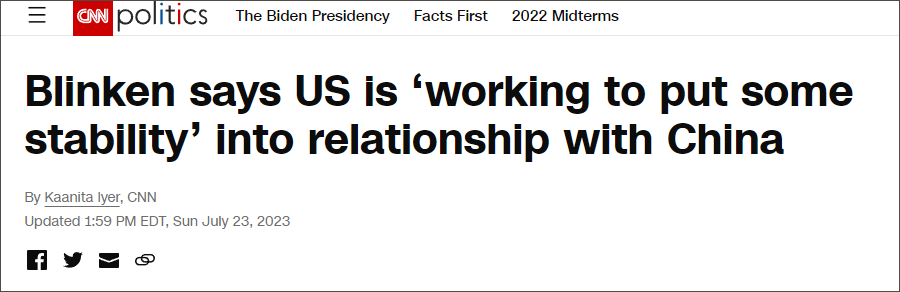 CNN politics The Biden Presidency Facts First 2022 Midterms
Blinken says US is ‘working to put some
stability’ into relationship with China
By Kaanita Iyer, CNN
Updated 1:59 PM EDT, Sun July 23, 2023